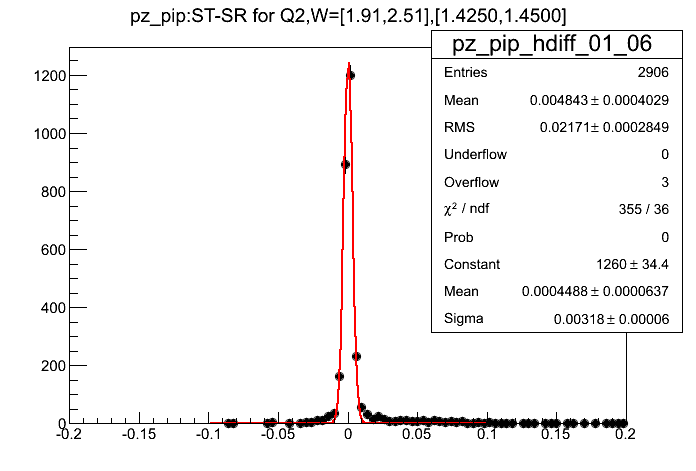 pz_pip:ST-SR for Q2,W=[1.91,2.51],[1.4250,1.4500]
pz_pip_hdiff_01_06
Entries 2906
Mean 0.004843 ± 0.0004029
RMS 0.02171 ± 0.0002849
Underflow 0
Overflow 3
χ² / ndf 355 / 36
Prob 0
Constant 1260 ± 34.4
Mean 0.0004488 ± 0.0000637
Sigma 0.00318 ± 0.00006
1200
1000
800
600
400
200
0
-0.2 -0.15 -0.1 -0.05 0 0.05 0.1 0.15 0.2